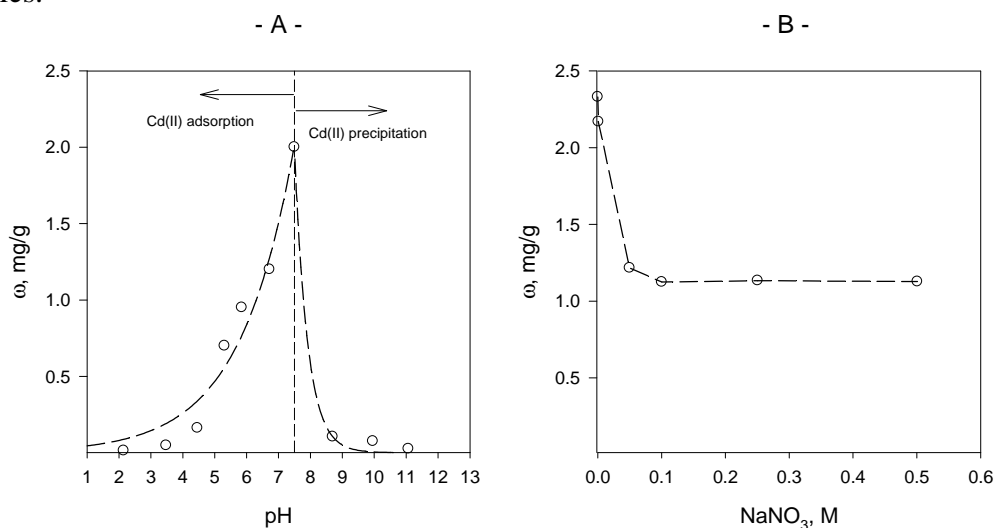 - A -
2.5
2.0
1.5
1.0
0.5
ω, mg/g
Cd(II) adsorption
Cd(II) precipitation
1 2 3 4 5 6 7 8 9 10 11 12 13
pH
- B -
2.5
2.0
1.5
1.0
0.5
ω, mg/g
0.0 0.1 0.2 0.3 0.4 0.5 0.6
NaNO₃, M